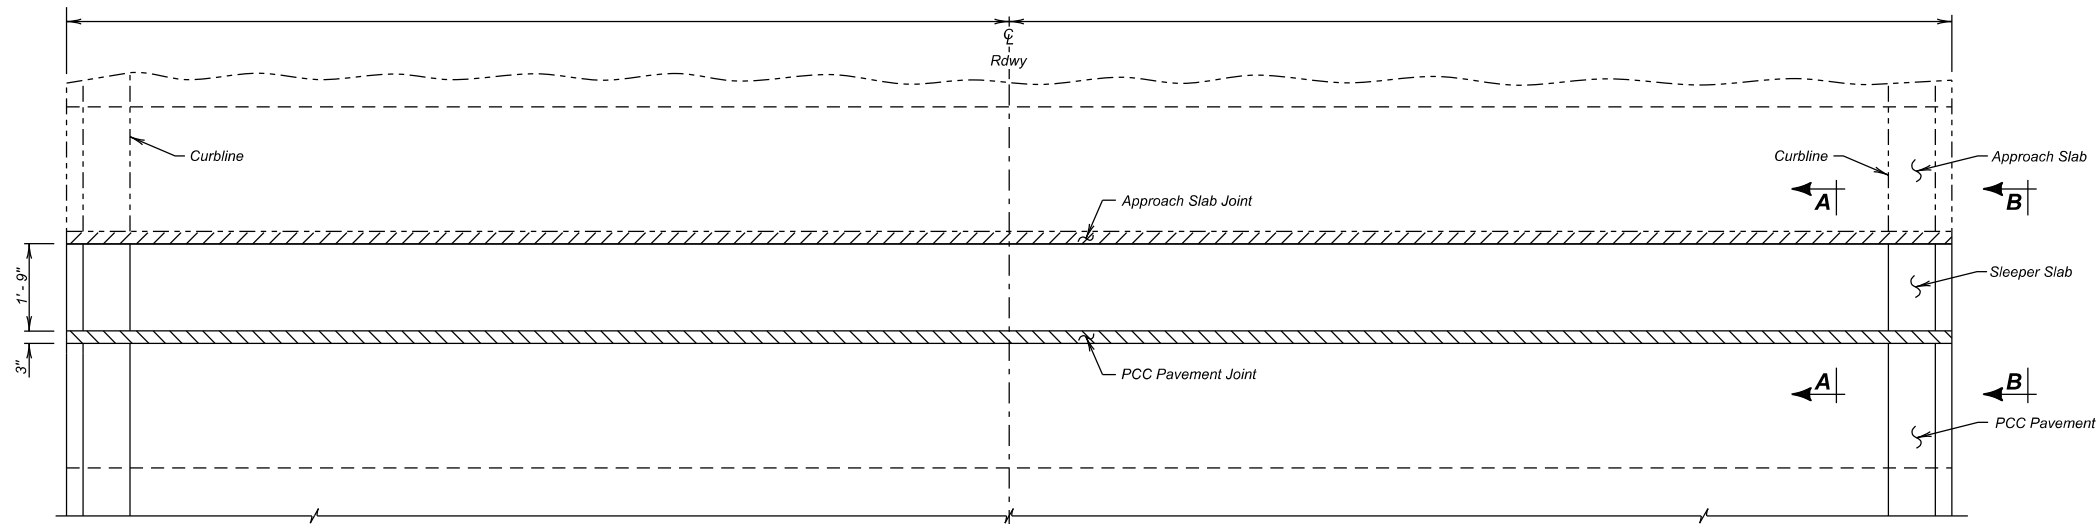 ℄
Rdwy
Curbline
Curbline
Approach Slab
A
B
Approach Slab Joint
1' - 9"
Sleeper Slab
3"
PCC Pavement Joint
A
B
PCC Pavement